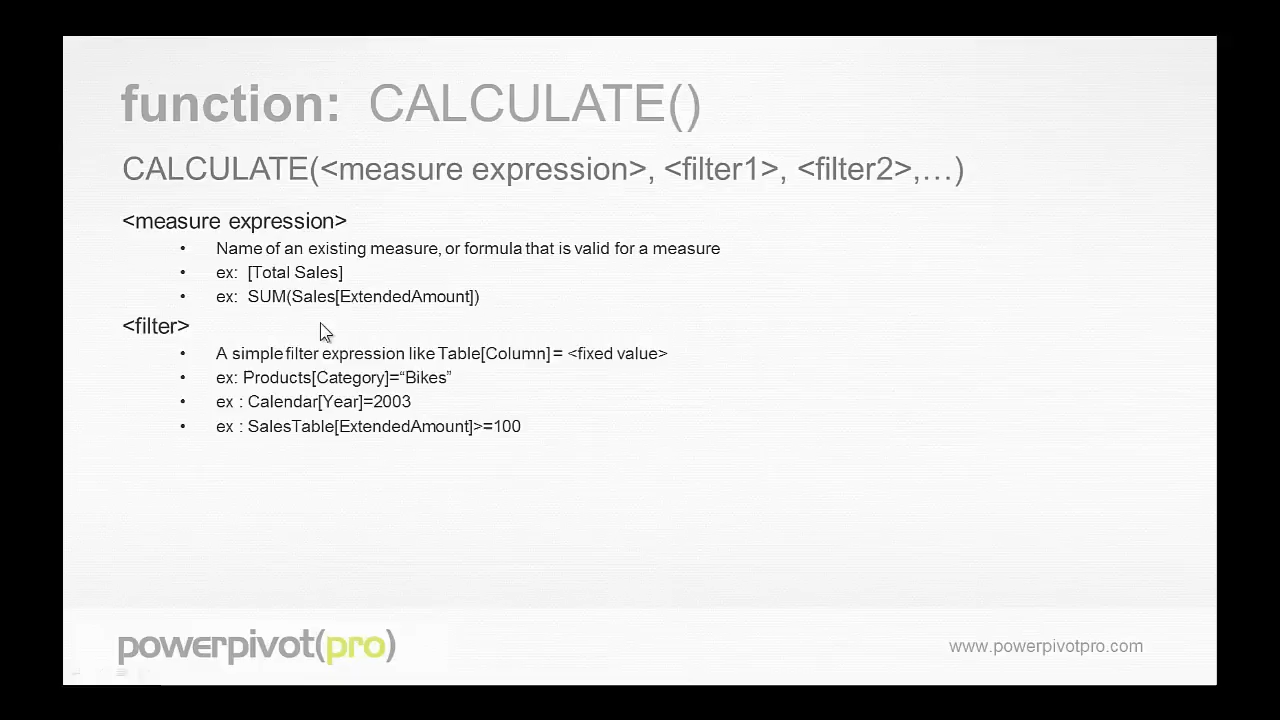 function: CALCULATE()
CALCULATE(<measure expression>, <filter1>, <filter2>,…)
<measure expression>
• Name of an existing measure, or formula that is valid for a measure
• ex: [Total Sales]
• ex: SUM(Sales[ExtendedAmount])
<filter>
• A simple filter expression like Table[Column] = <fixed value>
• ex: Products[Category]=“Bikes”
• ex : Calendar[Year]=2003
• ex : SalesTable[ExtendedAmount]>=100
powerpivot(pro)
www.powerpivotpro.com